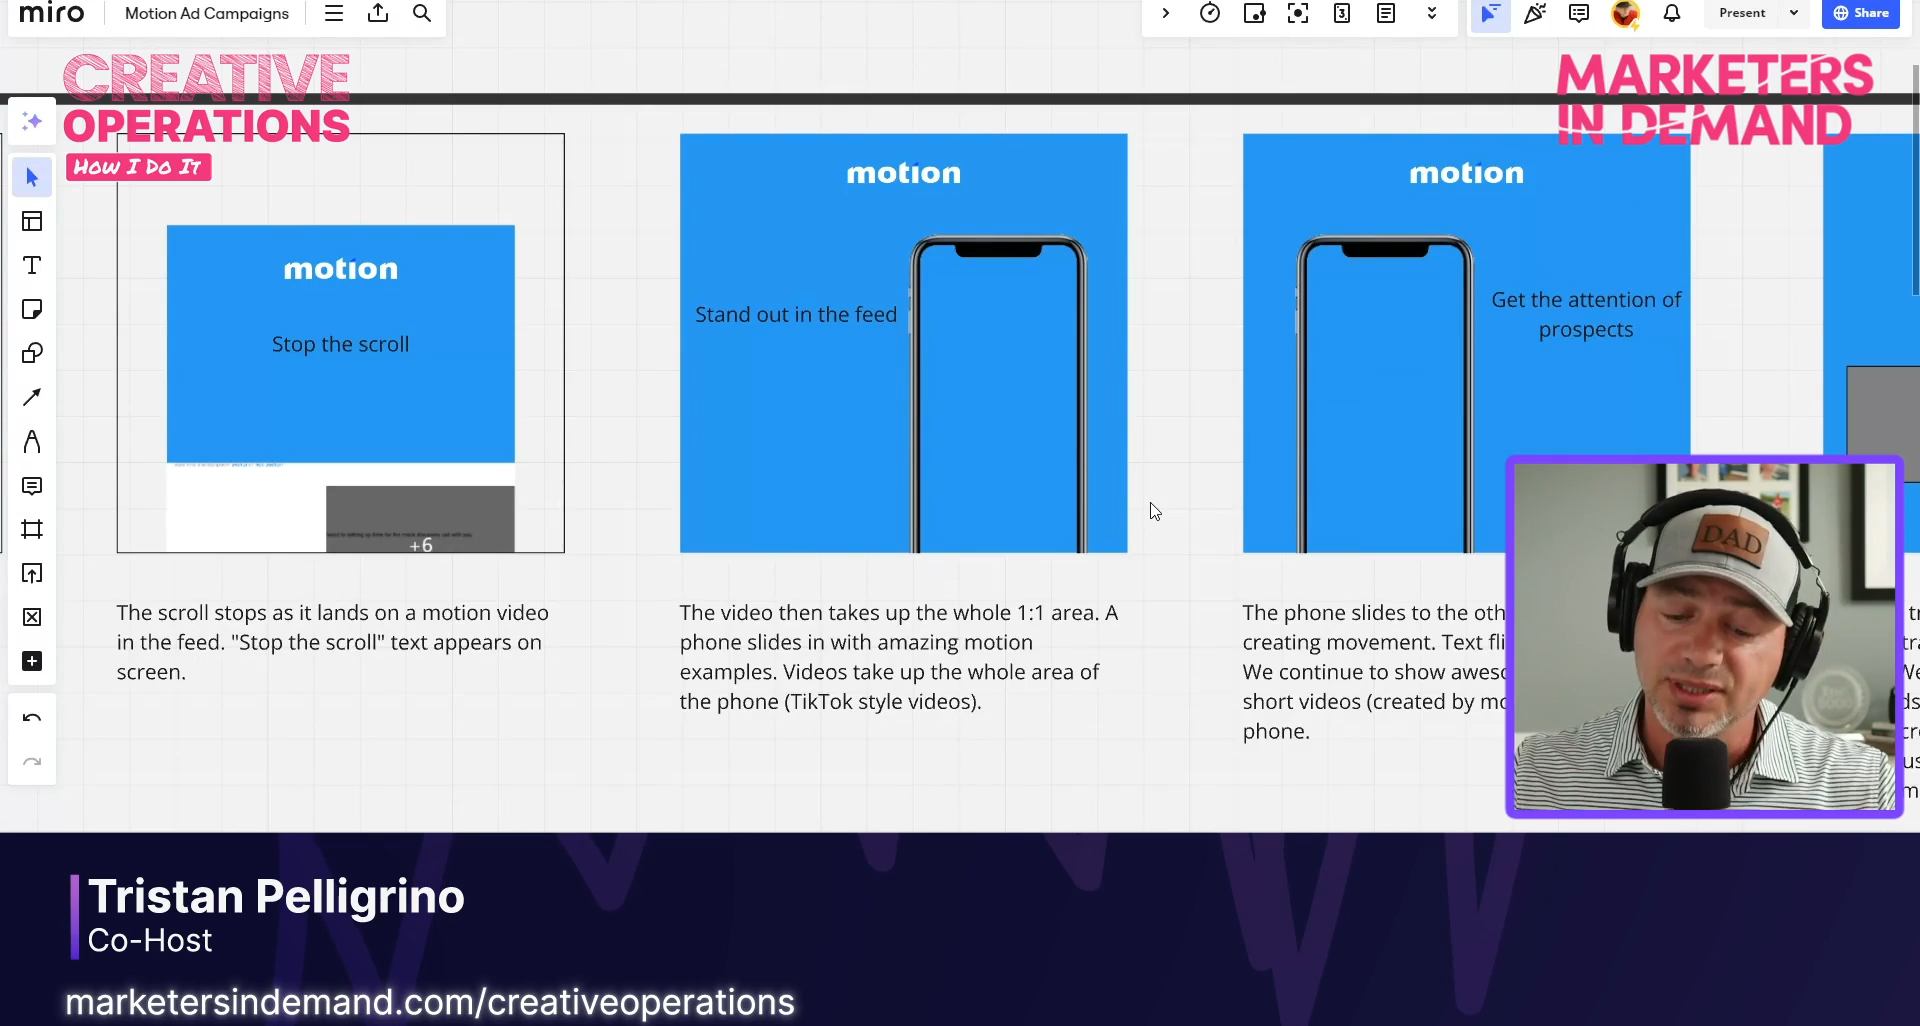 miro
Motion Ad Campaigns
3
Present
Share
CREATIVE
OPERATIONS
HOW I DO IT
MARKETERS
IN DEMAND
motion
Stop the scroll
+6
The scroll stops as it lands on a motion video
in the feed. "Stop the scroll" text appears on
screen.
motion
Stand out in the feed
The video then takes up the whole 1:1 area. A
phone slides in with amazing motion
examples. Videos take up the whole area of
the phone (TikTok style videos).
motion
Get the attention of
prospects
The phone slides to the oth
creating movement. Text fli
We continue to show aweso
short videos (created by mo
phone.
DAD
Tristan Pelligrino
Co-Host
marketersindemand.com/creativeoperations